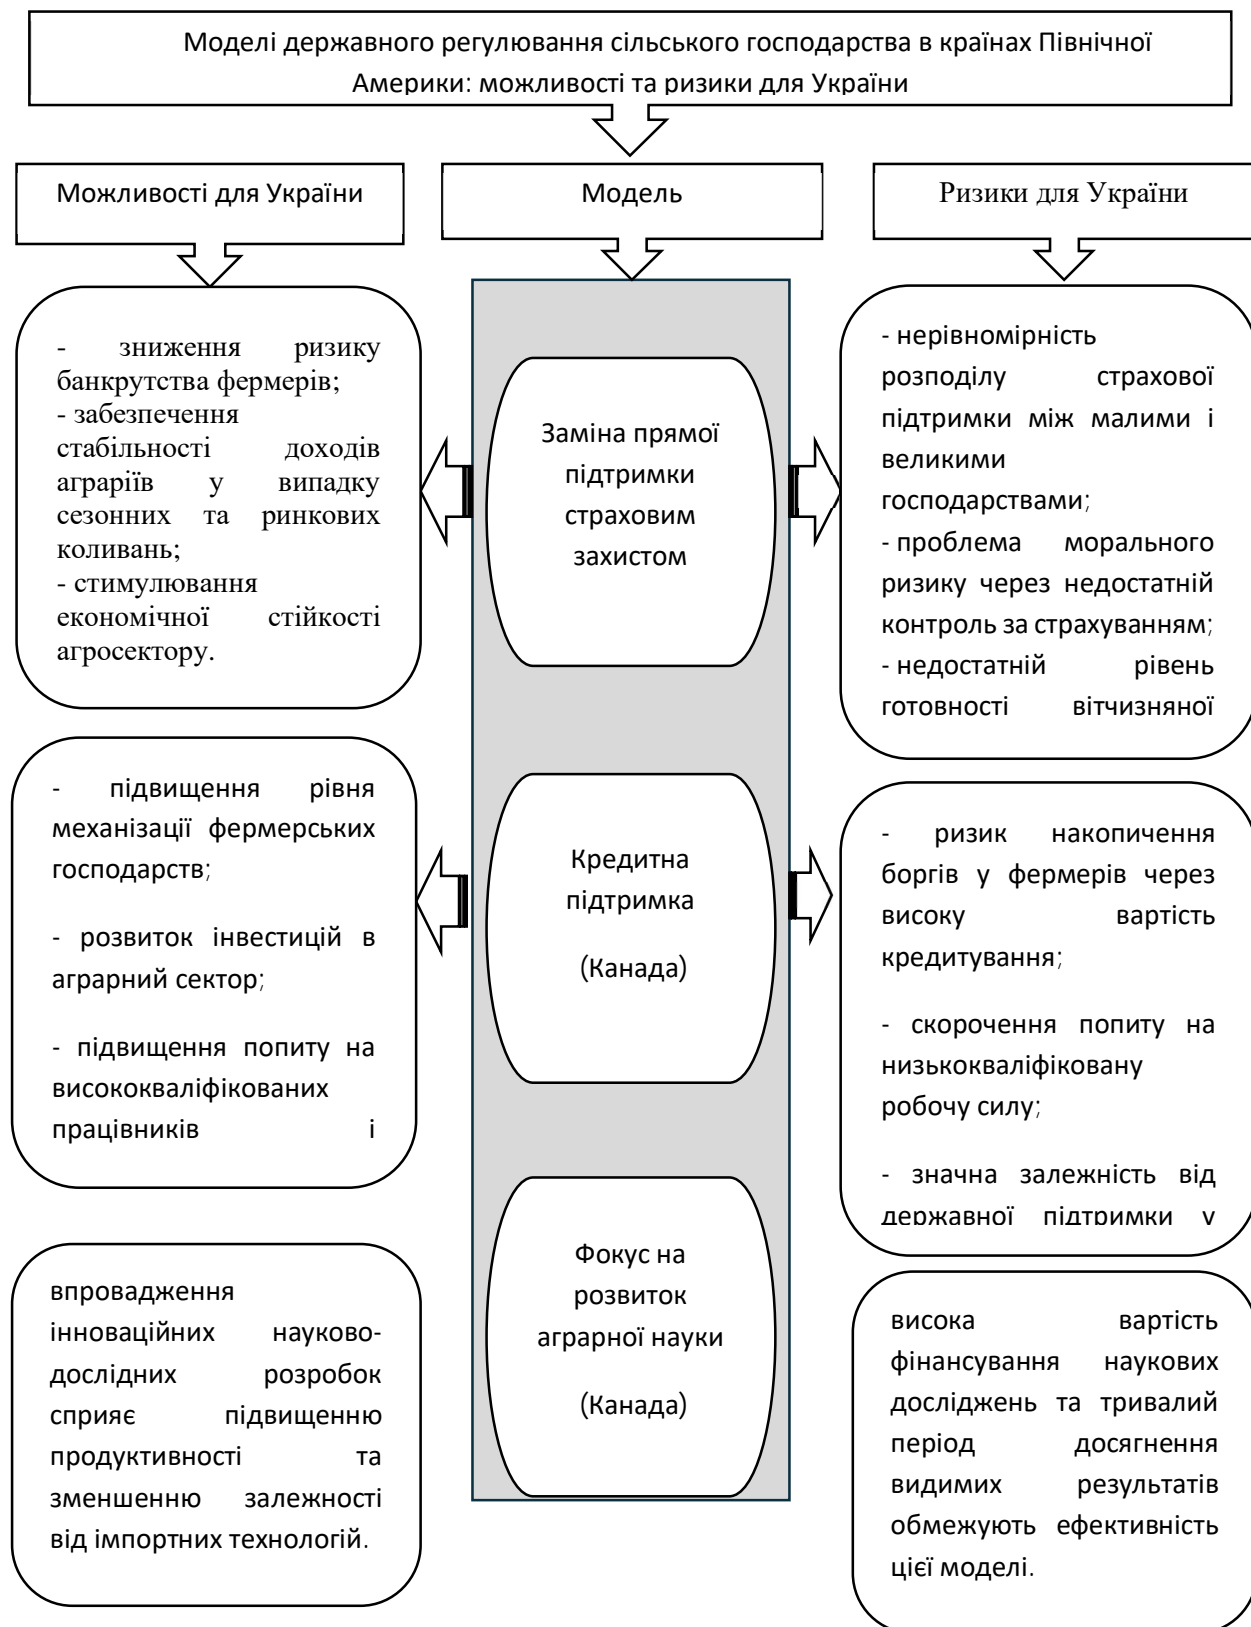 Моделі державного регулювання сільського господарства в країнах Північної
Америки: можливості та ризики для України
Можливості для України
Модель
Ризики для України
- зниження ризику
банкрутства фермерів;
- забезпечення
стабільності доходів
аграріїв у випадку
сезонних та ринкових
коливань;
- стимулювання
економічної стійкості
агросектору.
Заміна прямої
підтримки
страховим
захистом
- нерівномірність
розподілу страхової
підтримки між малими і
великими
господарствами;
- проблема морального
ризику через недостатній
контроль за страхуванням;
- недостатній рівень
готовності вітчизняної
- підвищення рівня
механізації фермерських
господарств;
- розвиток інвестицій в
аграрний сектор;
- підвищення попиту на
висококваліфікованих
працівників і
Кредитна
підтримка
(Канада)
- ризик накопичення
боргів у фермерів через
високу вартість
кредитування;
- скорочення попиту на
низькокваліфіковану
робочу силу;
- значна залежність від
державної підтримки у
впровадження
інноваційних науково-
дослідних розробок
сприяє підвищенню
продуктивності та
зменшенню залежності
від імпортних технологій.
Фокус на
розвиток
аграрної науки
(Канада)
висока вартість
фінансування наукових
досліджень та тривалий
період досягнення
видимих результатів
обмежують ефективність
цієї моделі.